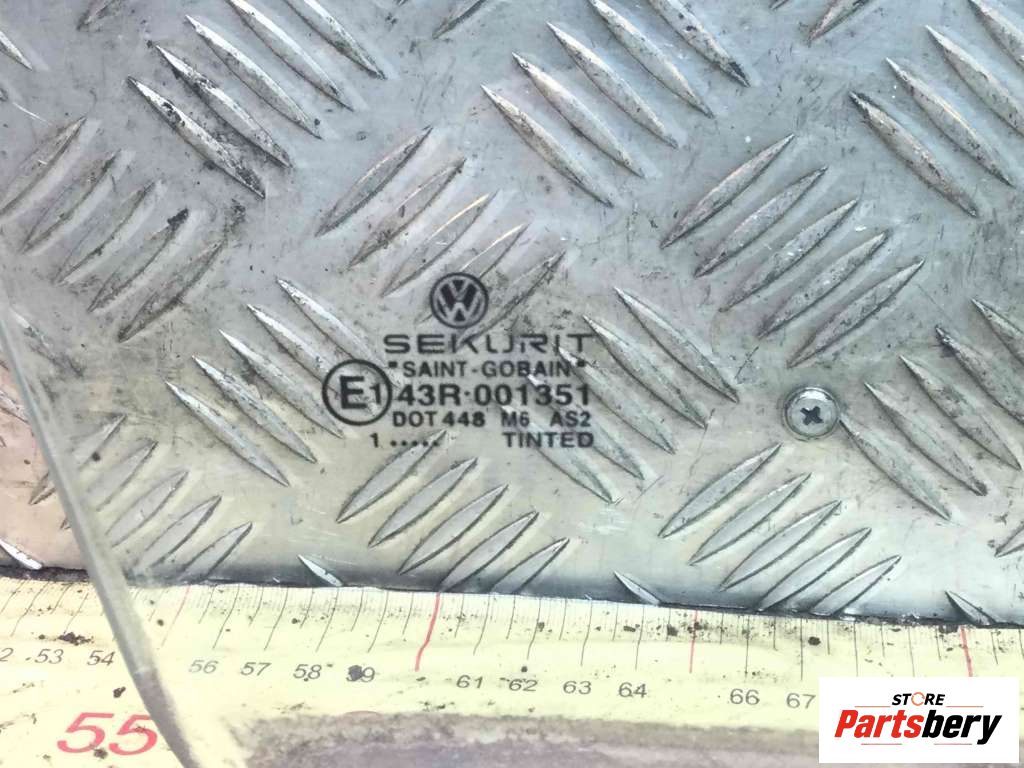 VW
SEKURIT
"SAINT-GOBAIN"
E1 43R-001351
DOT 448 M6 AS2
1 ..... TINTED
53 54 56 57 58 59 61 62 63 64 66 67
55
STORE
Partsbery